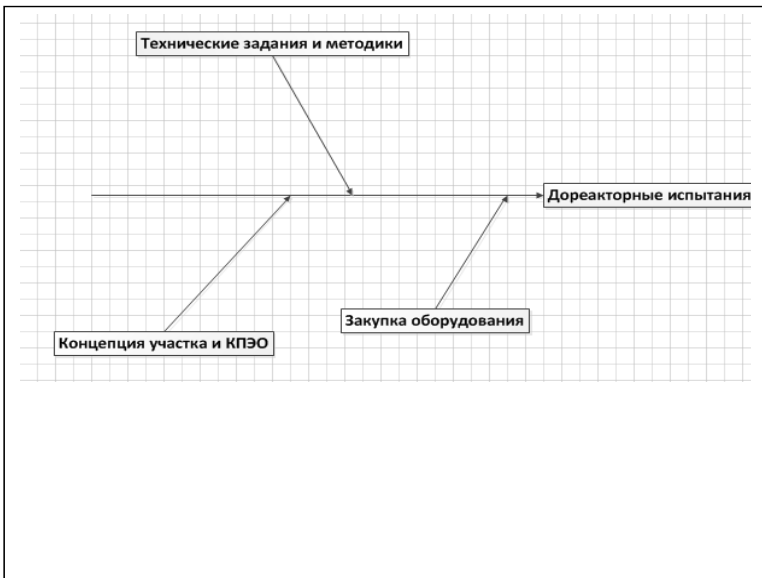 Технические задания и методики
Дореакторные испытания
Закупка оборудования
Концепция участка и КПЭО